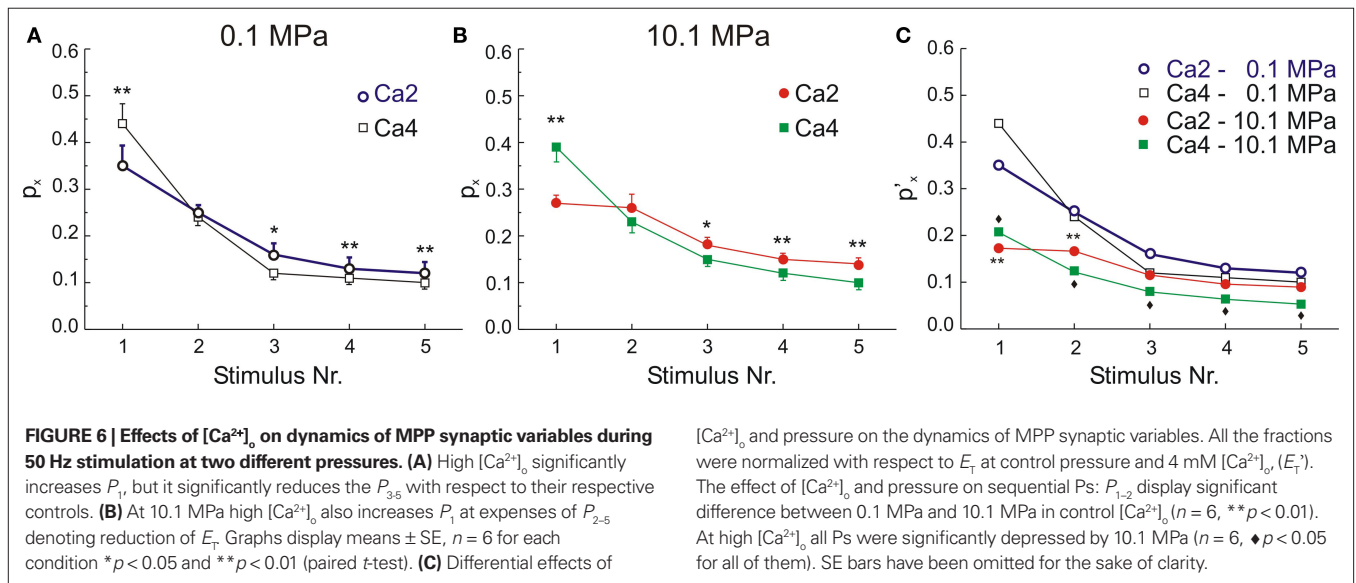 A
0.1 MPa
0.6
0.5
0.4
0.3
0.2
0.1
0.0
pₓ
**
*
**
**
Ca2
Ca4
1 2 3 4 5
Stimulus Nr.
B
10.1 MPa
0.6
0.5
0.4
0.3
0.2
0.1
0.0
pₓ
**
*
**
**
Ca2
Ca4
1 2 3 4 5
Stimulus Nr.
C
0.6
0.5
0.4
0.3
0.2
0.1
0.0
p'ₓ
Ca2 - 0.1 MPa
Ca4 - 0.1 MPa
Ca2 - 10.1 MPa
Ca4 - 10.1 MPa
♦
**
**
♦
♦
♦
♦
1 2 3 4 5
Stimulus Nr.
FIGURE 6 | Effects of [Ca²⁺]ₒ on dynamics of MPP synaptic variables during
50 Hz stimulation at two different pressures. (A) High [Ca²⁺]ₒ significantly
increases P₁, but it significantly reduces the P₃₋₅ with respect to their respective
controls. (B) At 10.1 MPa high [Ca²⁺]ₒ also increases P₁ at expenses of P₂₋₅
denoting reduction of E_T. Graphs display means ± SE, n = 6 for each
condition *p < 0.05 and **p < 0.01 (paired t-test). (C) Differential effects of
[Ca²⁺]ₒ and pressure on the dynamics of MPP synaptic variables. All the fractions
were normalized with respect to E_T at control pressure and 4 mM [Ca²⁺]ₒ, (E_T').
The effect of [Ca²⁺]ₒ and pressure on sequential Ps: P₁₋₂ display significant
difference between 0.1 MPa and 10.1 MPa in control [Ca²⁺]ₒ (n = 6, **p < 0.01).
At high [Ca²⁺]ₒ all Ps were significantly depressed by 10.1 MPa (n = 6, ♦p < 0.05
for all of them). SE bars have been omitted for the sake of clarity.